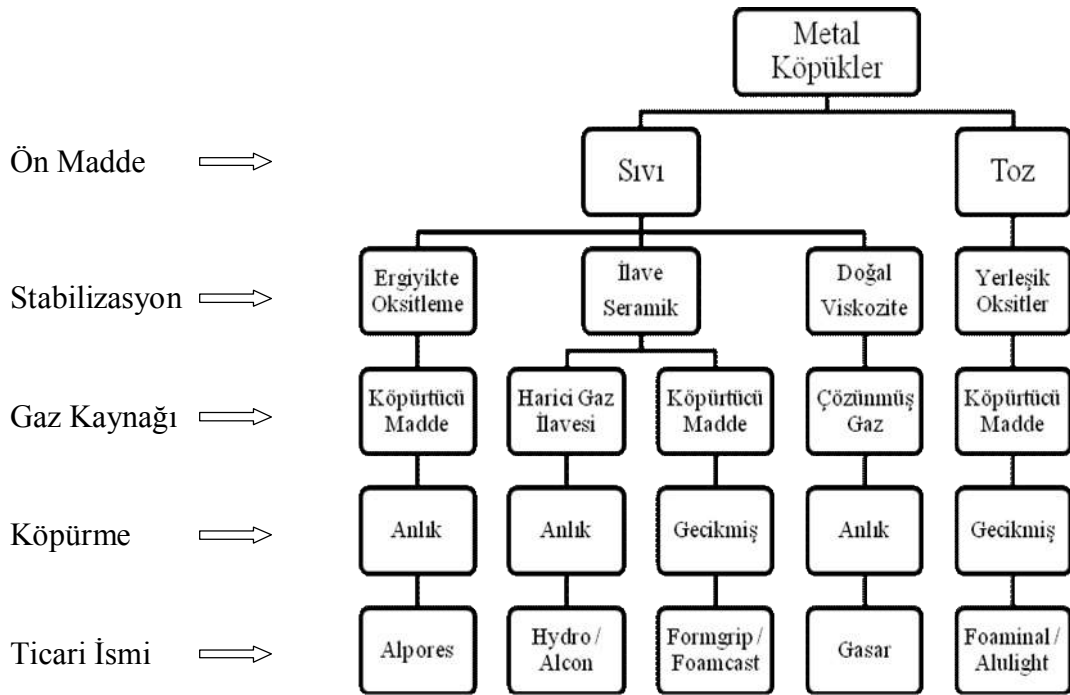 Metal
Köpükler
Ön Madde
Sıvı
Toz
Stabilizasyon
Ergiyikte
Oksitleme
İlave
Seramik
Doğal
Viskozite
Yerleşik
Oksitler
Gaz Kaynağı
Köpürtücü
Madde
Harici Gaz
İlavesi
Köpürtücü
Madde
Çözünmüş
Gaz
Köpürtücü
Madde
Köpürme
Anlık
Anlık
Gecikmiş
Anlık
Gecikmiş
Ticari İsmi
Alpores
Hydro /
Alcon
Formgrip /
Foamcast
Gasar
Foaminal /
Alulight